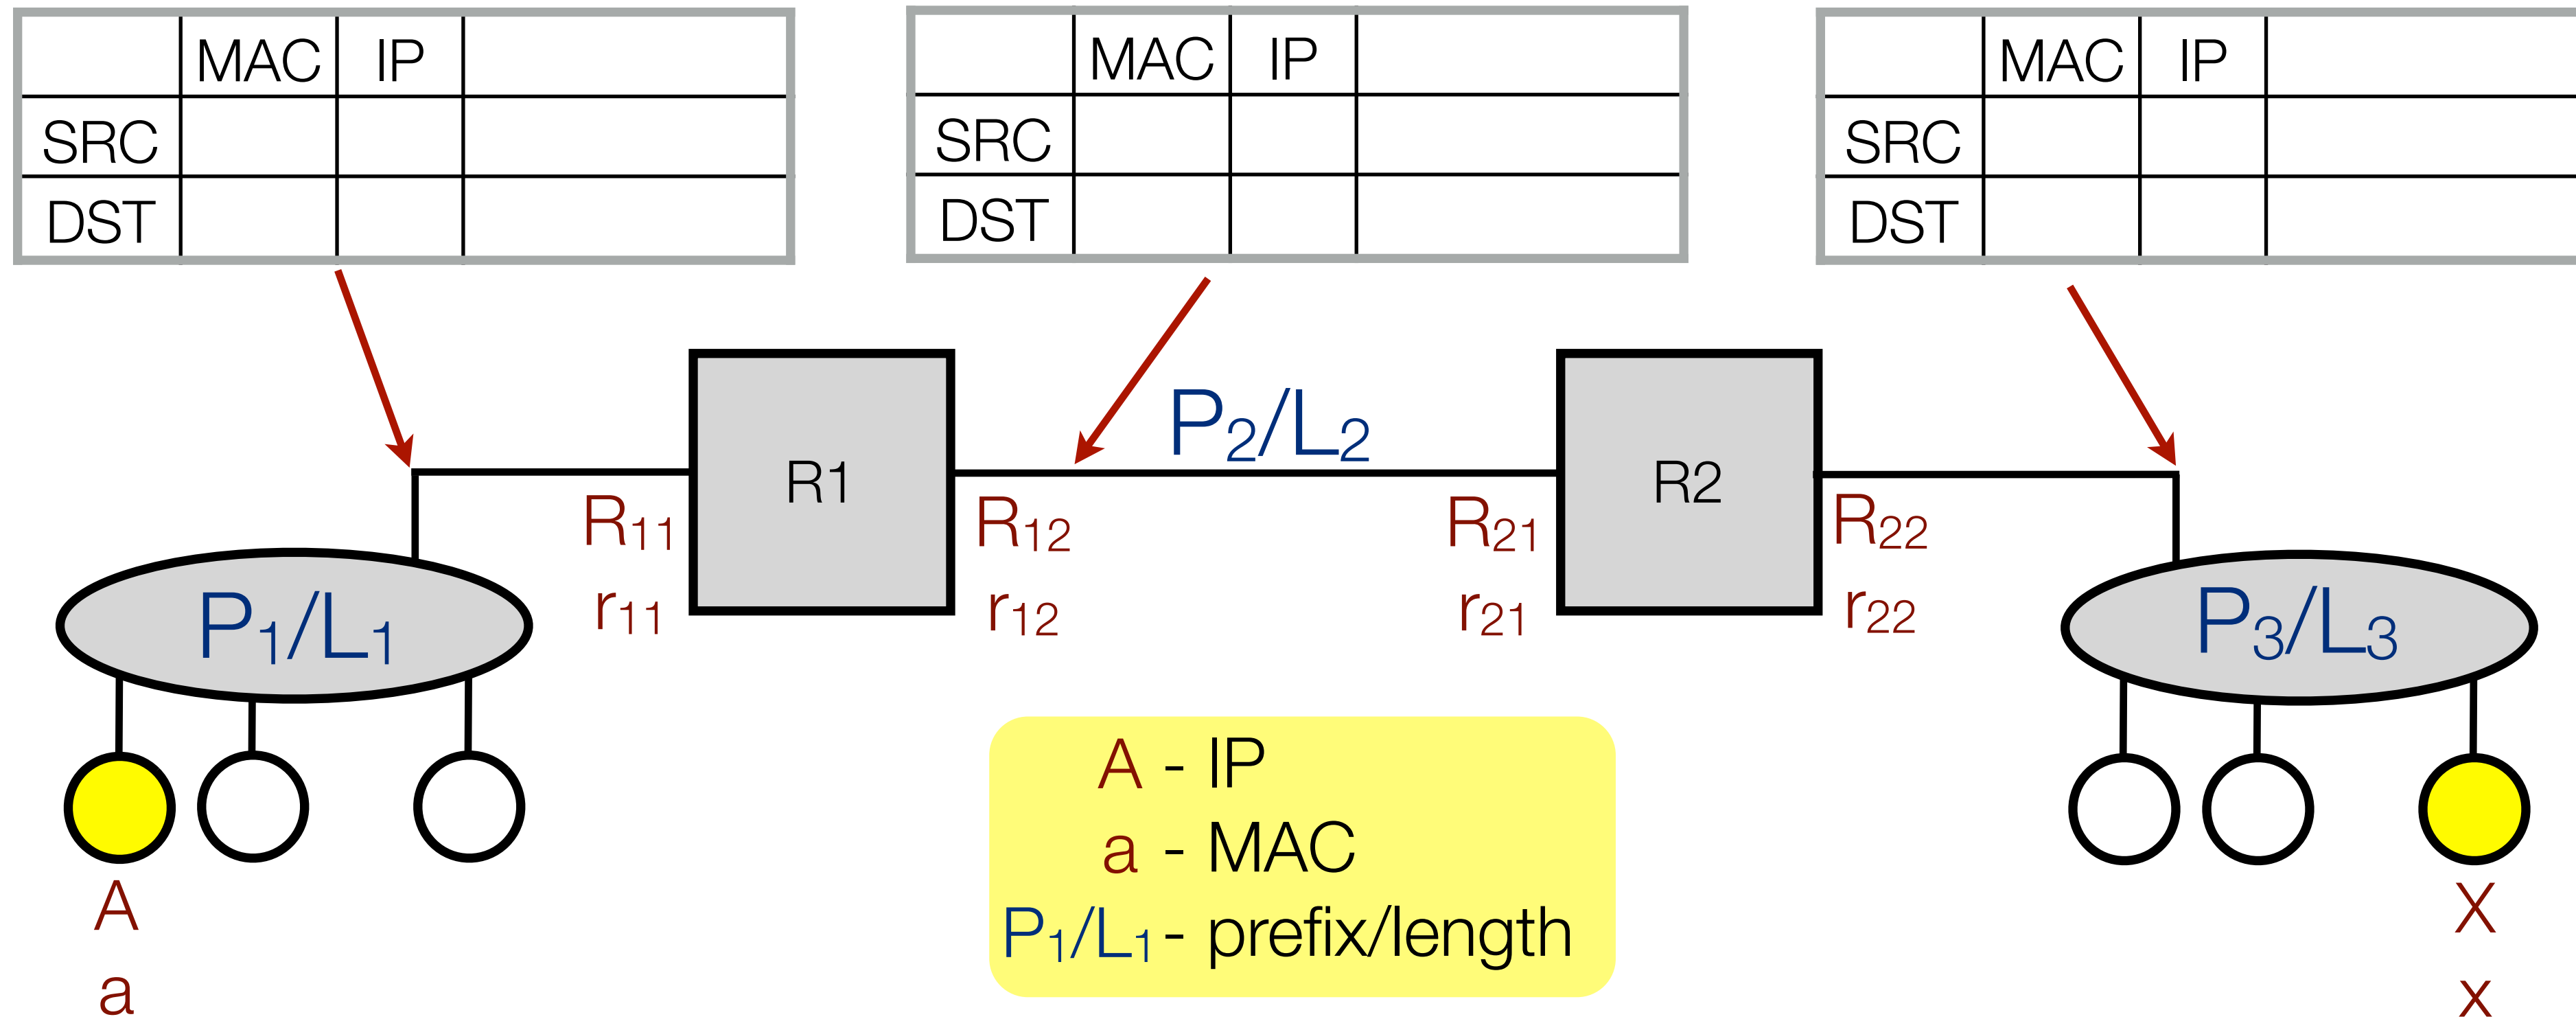 MAC IP
SRC
DST
MAC IP
SRC
DST
MAC IP
SRC
DST
P₂/L₂
R1
R2
R₁₁
r₁₁
R₁₂
r₁₂
R₂₁
r₂₁
R₂₂
r₂₂
P₁/L₁
P₃/L₃
A - IP
a - MAC
P₁/L₁ - prefix/length
A
a
X
x